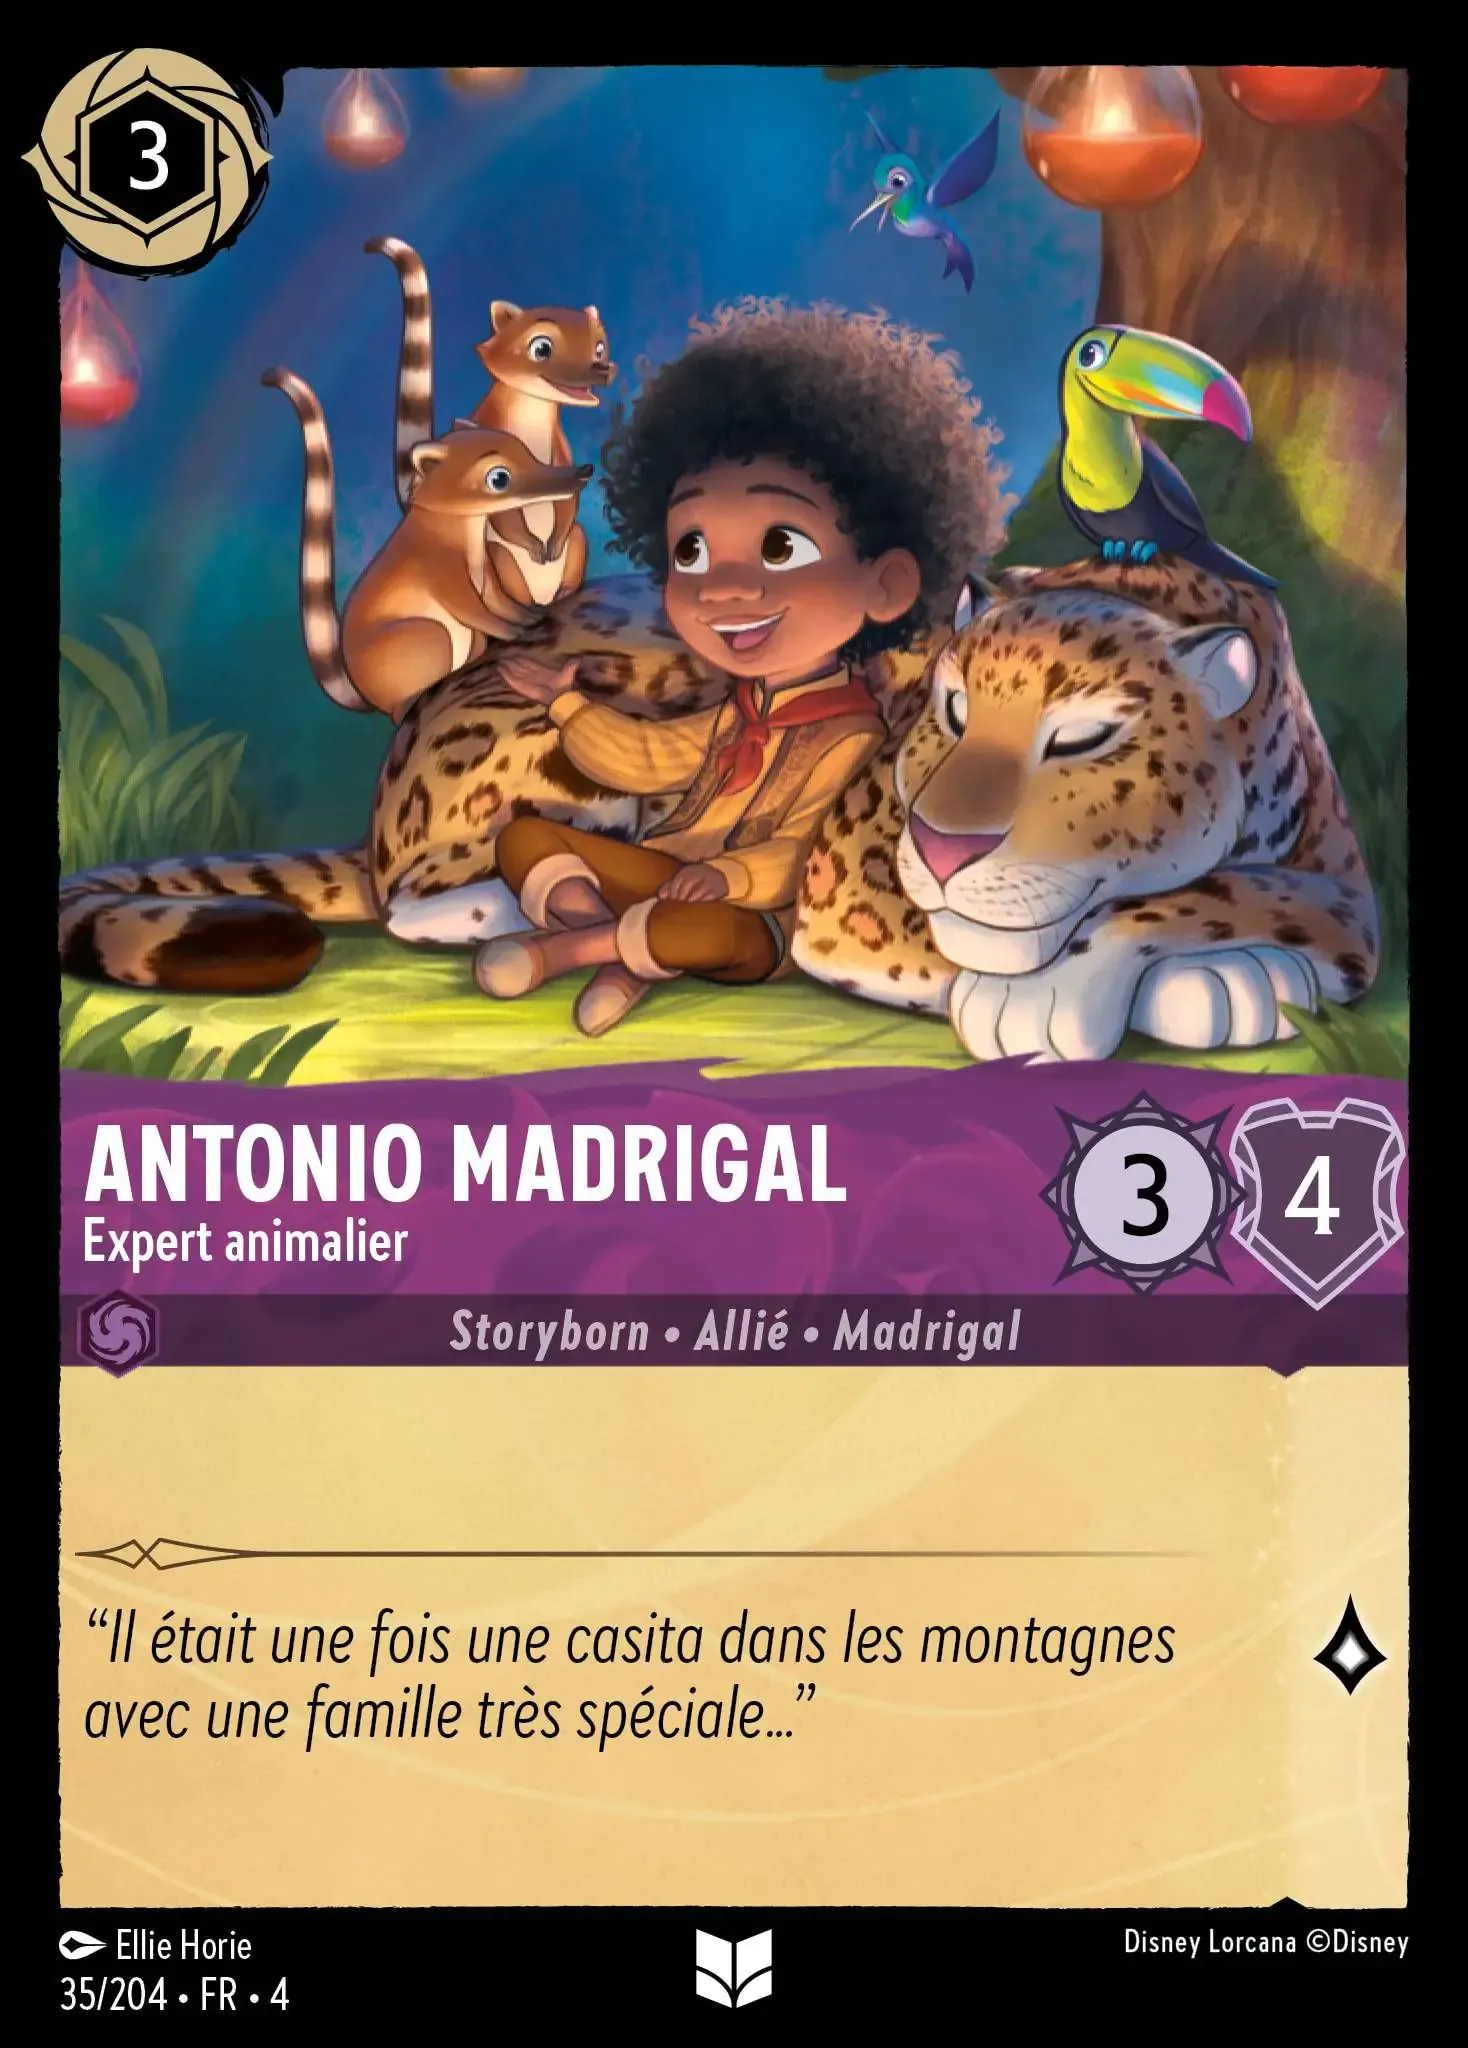 3
ANTONIO MADRIGAL
Expert animalier
3
4
Storyborn • Allié • Madrigal
“Il était une fois une casita dans les montagnes
avec une famille très spéciale...”
Ellie Horie
Disney Lorcana ©Disney
35/204 • FR • 4